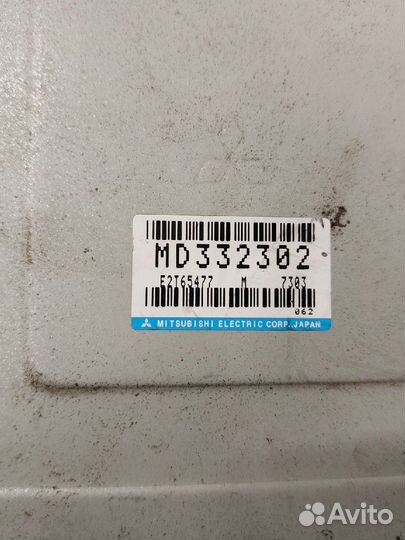 MD332302
E2T65477 M 7303
062
MITSUBISHI ELECTRIC CORP.JAPAN
Avito